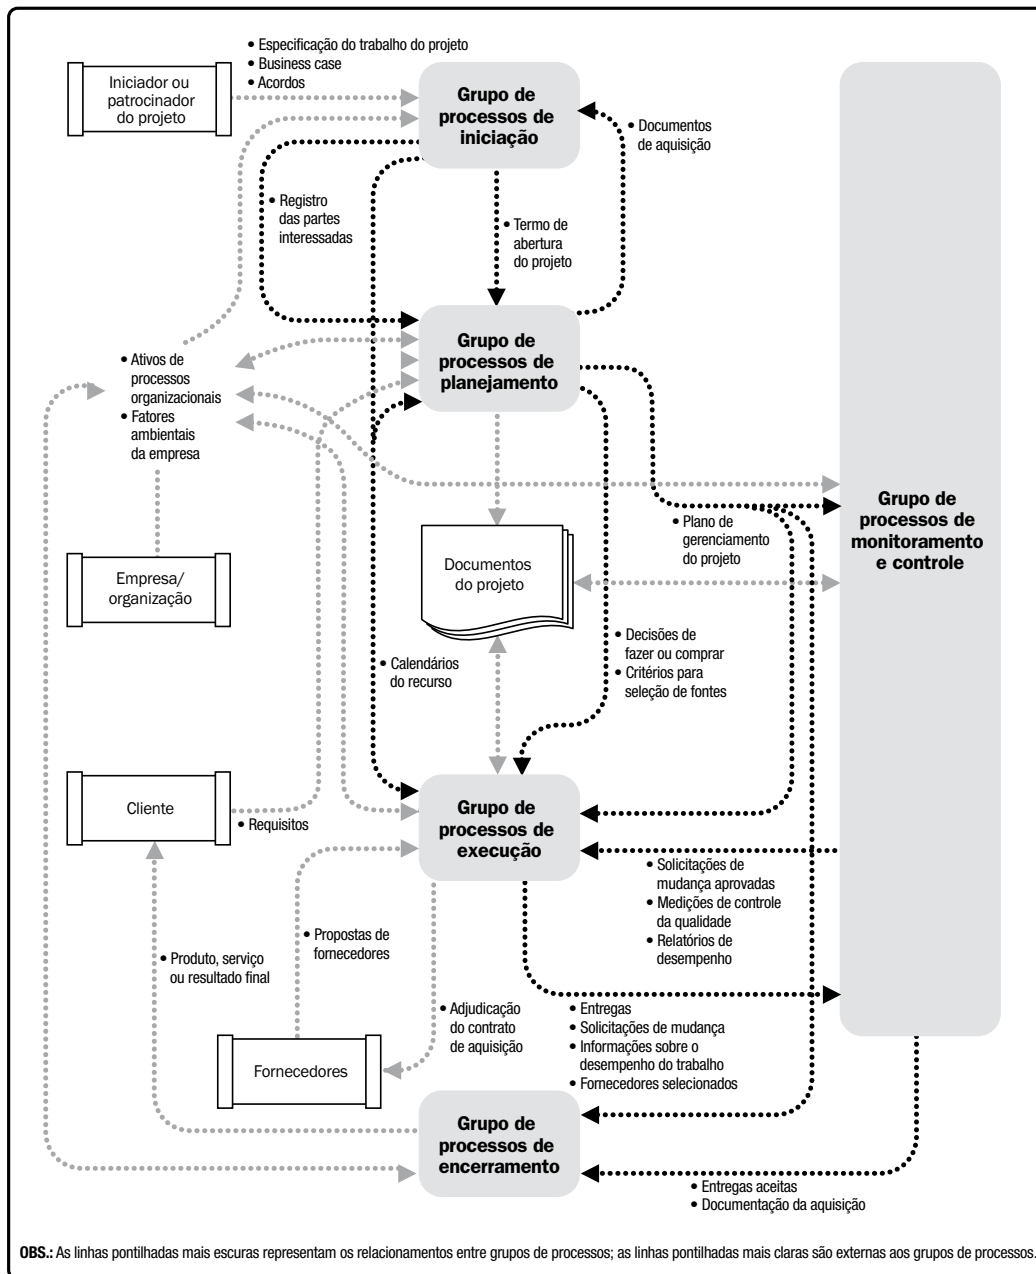 • Especificação do trabalho do projeto
• Business case
• Acordos
Iniciador ou
patrocinador
do projeto
Grupo de
processos de
iniciação
• Documentos
de aquisição
• Registro
das partes
interessadas
• Termo de
abertura
do projeto
Grupo de
processos de
planejamento
• Ativos de
processos
organizacionais
• Fatores
ambientais
da empresa
Grupo de
processos de
monitoramento
e controle
• Plano de
gerenciamento
do projeto
Empresa/
organização
Documentos
do projeto
• Decisões de
fazer ou comprar
• Critérios para
seleção de fontes
• Calendários
do recurso
Cliente
• Requisitos
Grupo de
processos de
execução
• Solicitações de
mudança aprovadas
• Medições de controle
da qualidade
• Relatórios de
desempenho
• Produto, serviço
ou resultado final
• Propostas de
fornecedores
• Adjudicação
do contrato
de aquisição
• Entregas
• Solicitações de mudança
• Informações sobre o
desempenho do trabalho
• Fornecedores selecionados
Fornecedores
Grupo de
processos de
encerramento
• Entregas aceitas
• Documentação da aquisição
OBS.: As linhas pontilhadas mais escuras representam os relacionamentos entre grupos de processos; as linhas pontilhadas mais claras são externas aos grupos de processos.